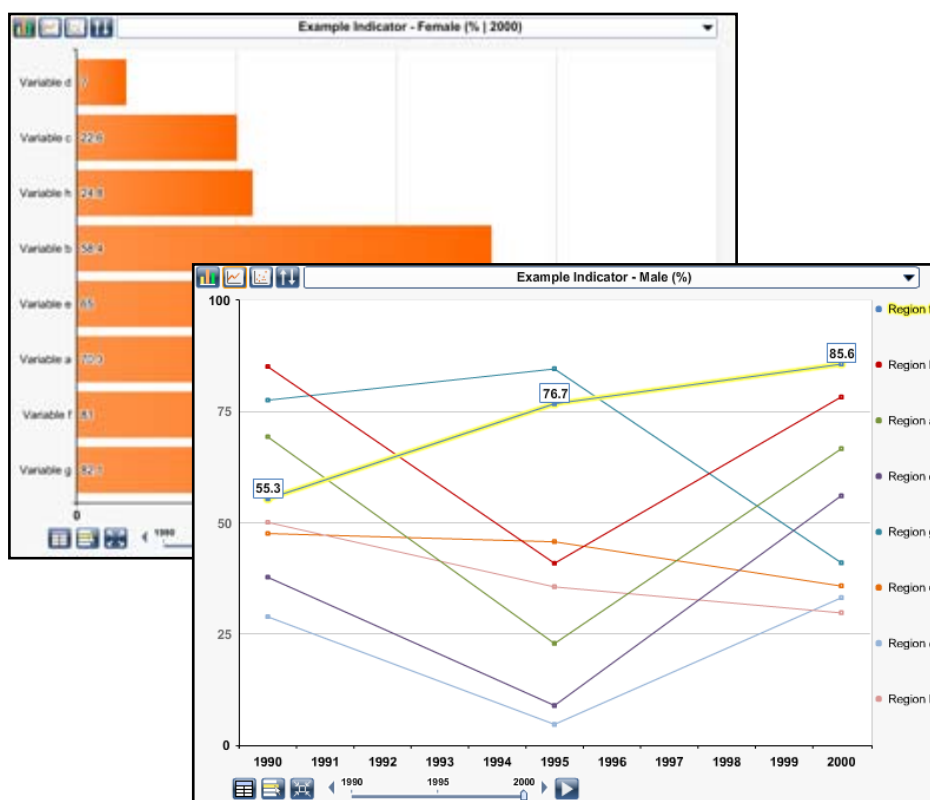 Example Indicator - Female (% | 2000)
Variable d 7
Variable c 22.6
Variable h 24.8
Variable b 58.4
Variable e 65
Variable a
Variable f 81
Variable g 82.1
0
1990
Example Indicator - Male (%)
100
75
50
25
0
55.3
76.7
85.6
1990 1991 1992 1993 1994 1995 1996 1997 1998 1999 2000
Region
Region
Region a
Region
Region g
Region
Region
Region
1990 1995 2000